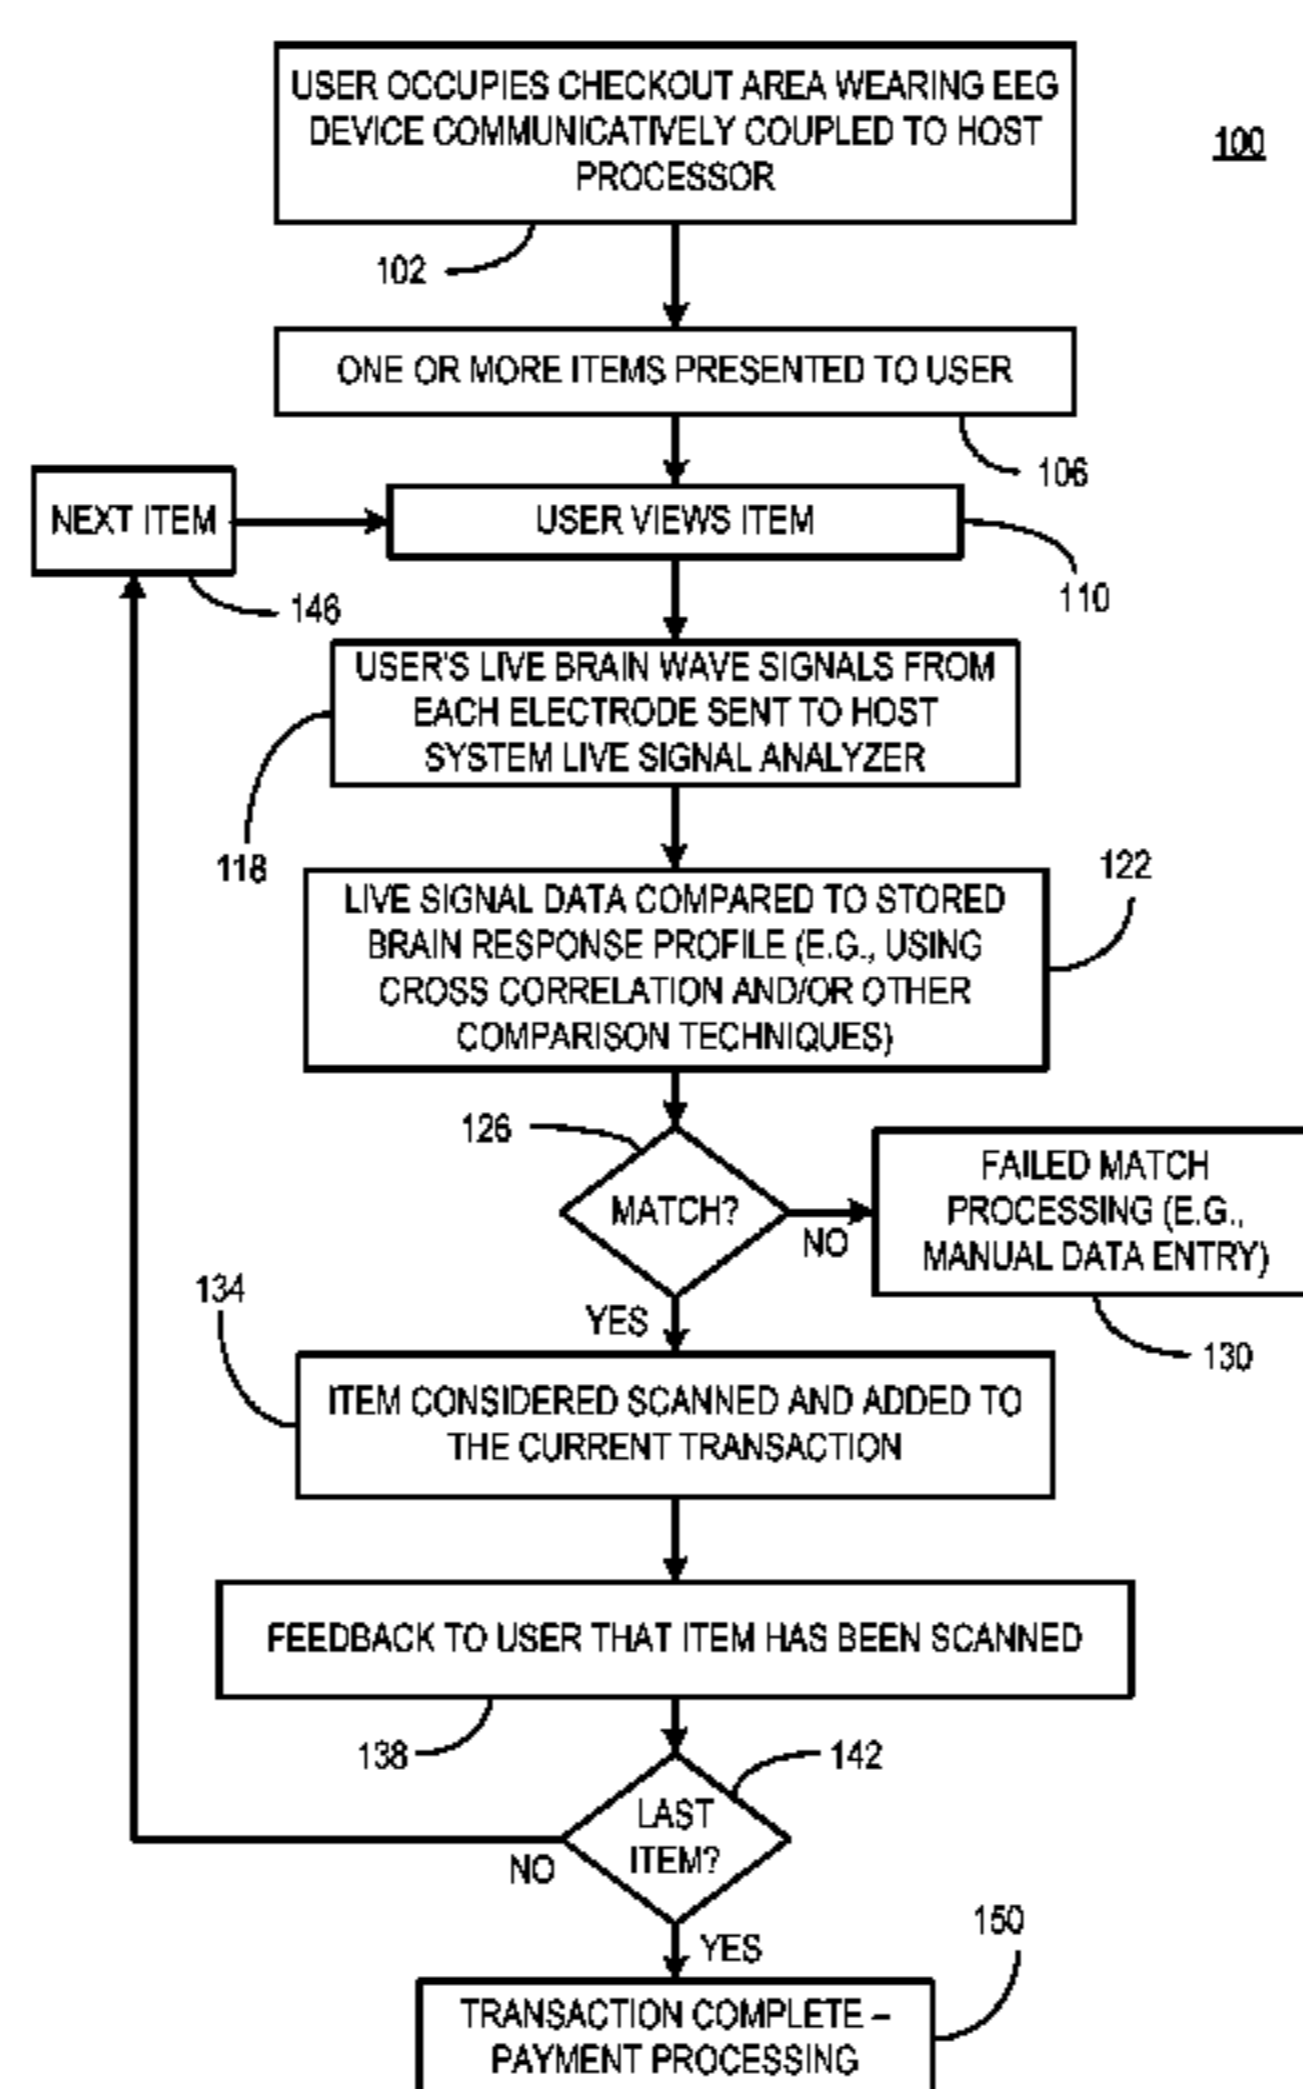 USER OCCUPIES CHECKOUT AREA WEARING EEG
DEVICE COMMUNICATIVELY COUPLED TO HOST
PROCESSOR
100
102
ONE OR MORE ITEMS PRESENTED TO USER
106
NEXT ITEM
USER VIEWS ITEM
110
146
USER'S LIVE BRAIN WAVE SIGNALS FROM
EACH ELECTRODE SENT TO HOST
SYSTEM LIVE SIGNAL ANALYZER
118
122
LIVE SIGNAL DATA COMPARED TO STORED
BRAIN RESPONSE PROFILE (E.G., USING
CROSS CORRELATION AND/OR OTHER
COMPARISON TECHNIQUES)
126
MATCH?
NO
FAILED MATCH
PROCESSING (E.G.,
MANUAL DATA ENTRY)
130
YES
134
ITEM CONSIDERED SCANNED AND ADDED TO
THE CURRENT TRANSACTION
FEEDBACK TO USER THAT ITEM HAS BEEN SCANNED
138
142
LAST
ITEM?
NO
YES
150
TRANSACTION COMPLETE –
PAYMENT PROCESSING